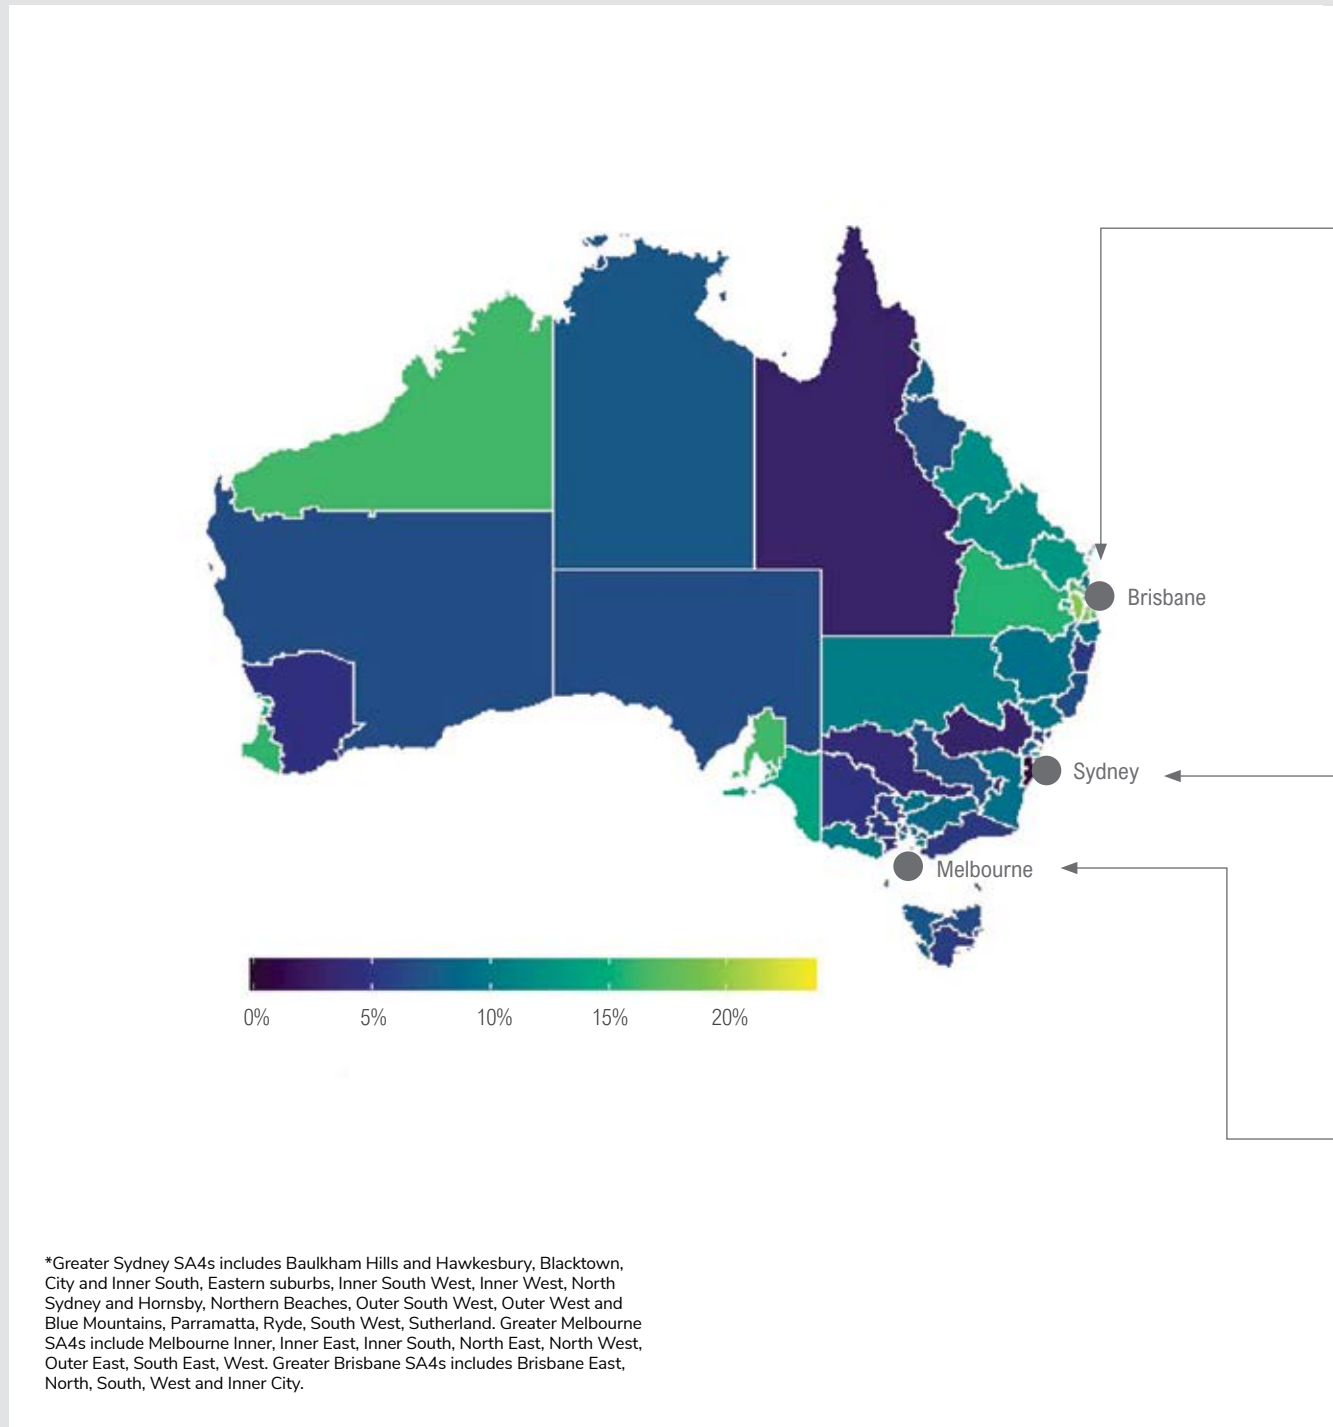 Brisbane
Sydney
Melbourne
0% 5% 10% 15% 20%
*Greater Sydney SA4s includes Baulkham Hills and Hawkesbury, Blacktown,
City and Inner South, Eastern suburbs, Inner South West, Inner West, North
Sydney and Hornsby, Northern Beaches, Outer South West, Outer West and
Blue Mountains, Parramatta, Ryde, South West, Sutherland. Greater Melbourne
SA4s include Melbourne Inner, Inner East, Inner South, North East, North West,
Outer East, South East, West. Greater Brisbane SA4s includes Brisbane East,
North, South, West and Inner City.